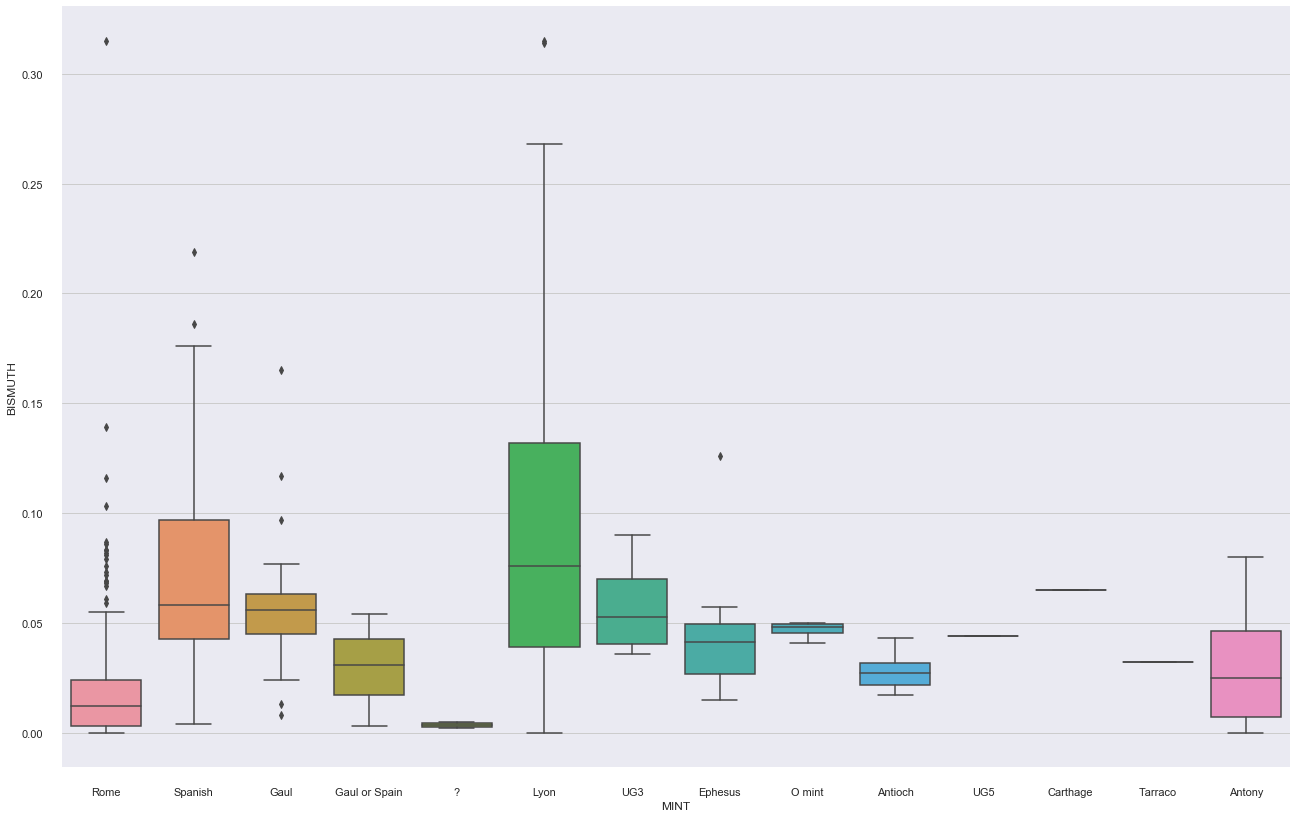 0.30
0.25
0.20
0.15
0.10
0.05
0.00
BISMUTH
Rome Spanish Gaul Gaul or Spain ? Lyon UG3 Ephesus O mint Antioch UG5 Carthage Tarraco Antony
MINT